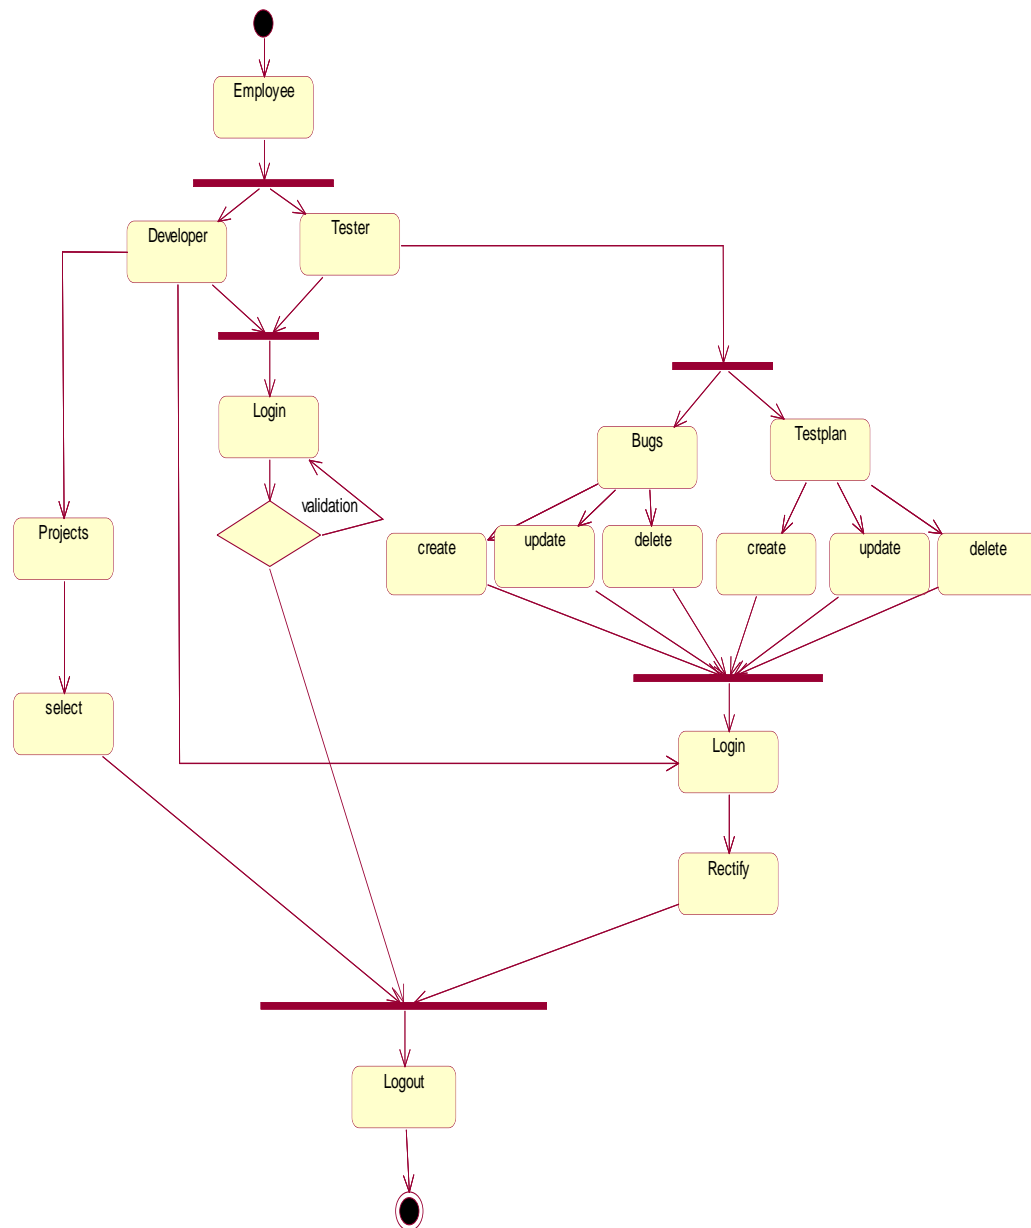 Employee
Developer
Tester
Login
validation
Bugs
Testplan
Projects
create
update
delete
create
update
delete
select
Login
Rectify
Logout